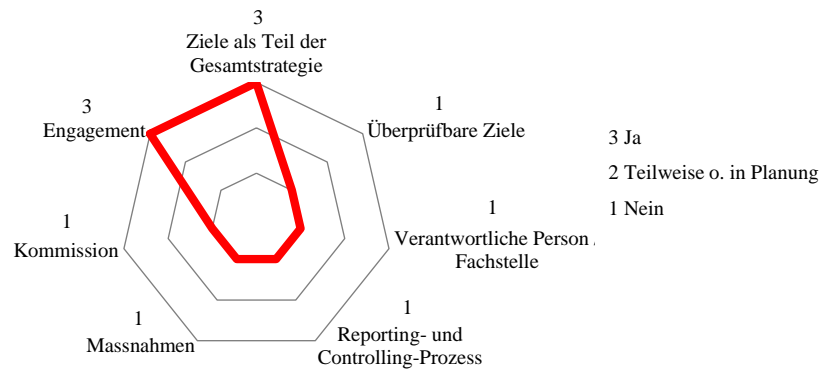 3
Ziele als Teil der
Gesamtstrategie
1
Überprüfbare Ziele
1
Verantwortliche Person /
Fachstelle
1
Reporting- und
Controlling-Prozess
1
Massnahmen
1
Kommission
3
Engagement
3 Ja
2 Teilweise o. in Planung
1 Nein